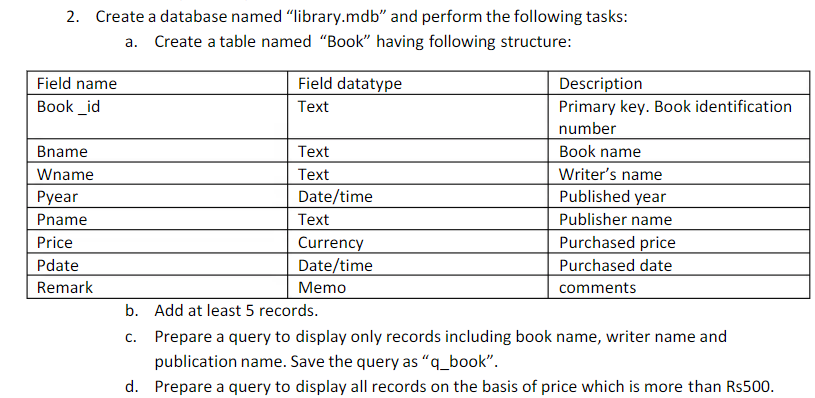 2. Create a database named “library.mdb” and perform the following tasks:
a. Create a table named “Book” having following structure:
Field name Field datatype Description
Book _id Text Primary key. Book identification
number
Bname Text Book name
Wname Text Writer’s name
Pyear Date/time Published year
Pname Text Publisher name
Price Currency Purchased price
Pdate Date/time Purchased date
Remark Memo comments
b. Add at least 5 records.
c. Prepare a query to display only records including book name, writer name and
publication name. Save the query as “q_book”.
d. Prepare a query to display all records on the basis of price which is more than Rs500.